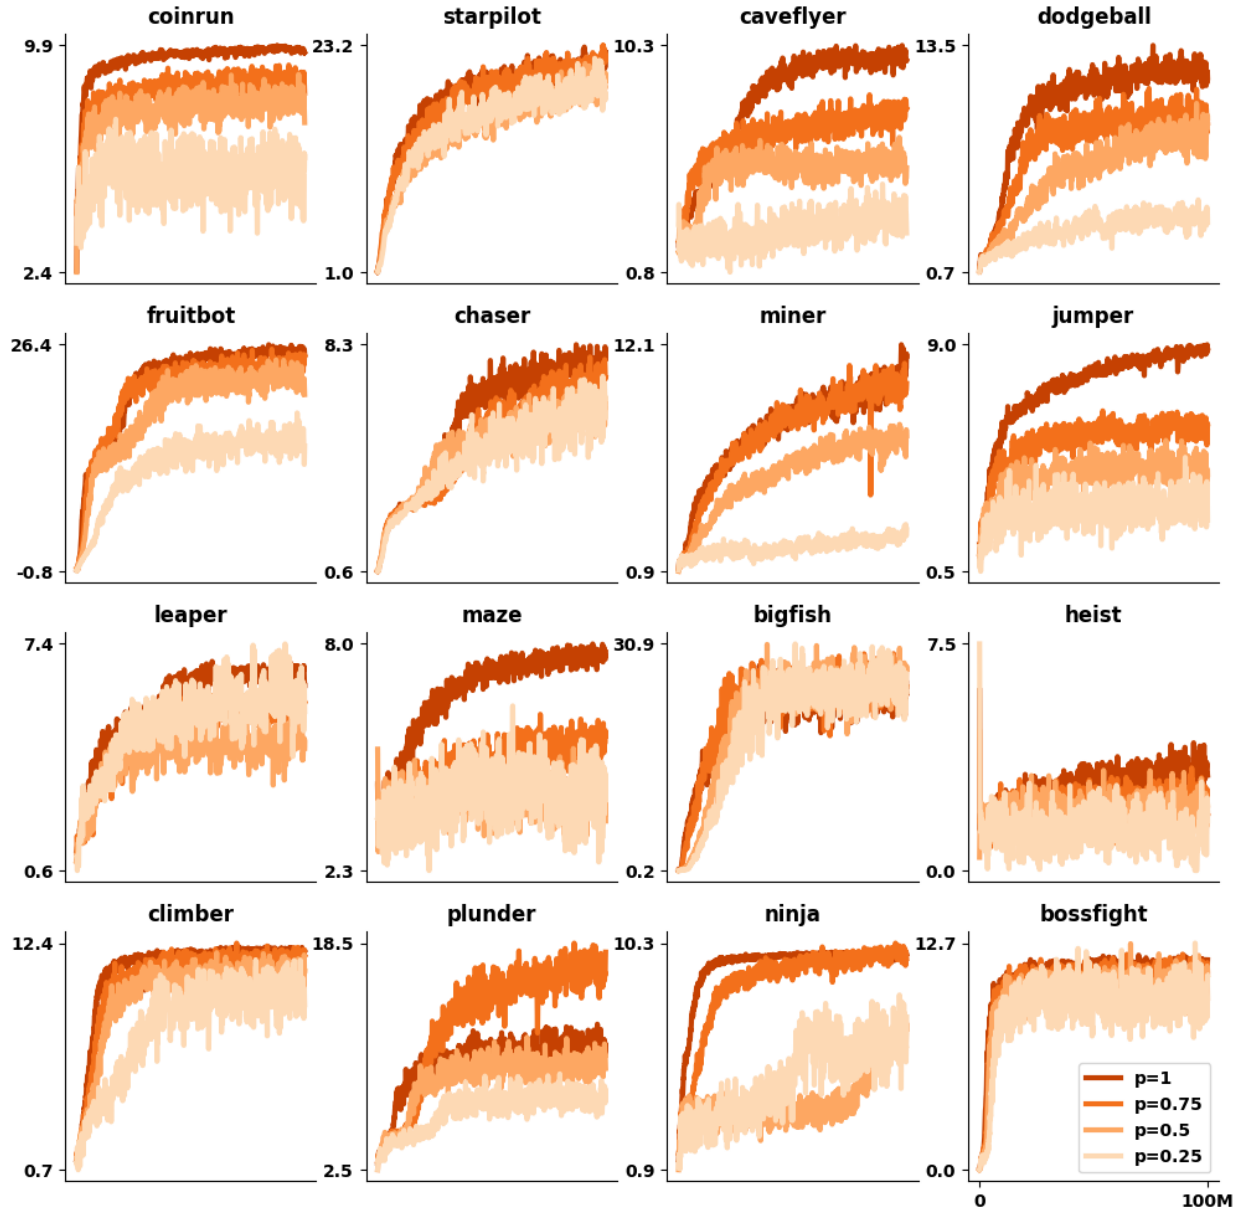 coinrun
9.9
2.4
starpilot
23.2
1.0
caveflyer
10.3
0.8
dodgeball
13.5
0.7
fruitbot
26.4
-0.8
chaser
8.3
0.6
miner
12.1
0.9
jumper
9.0
0.5
leaper
7.4
0.6
maze
8.0
2.3
bigfish
30.9
0.2
heist
7.5
0.0
climber
12.4
0.7
plunder
18.5
2.5
ninja
10.3
0.9
bossfight
12.7
0.0
p=1
p=0.75
p=0.5
p=0.25
0
100M